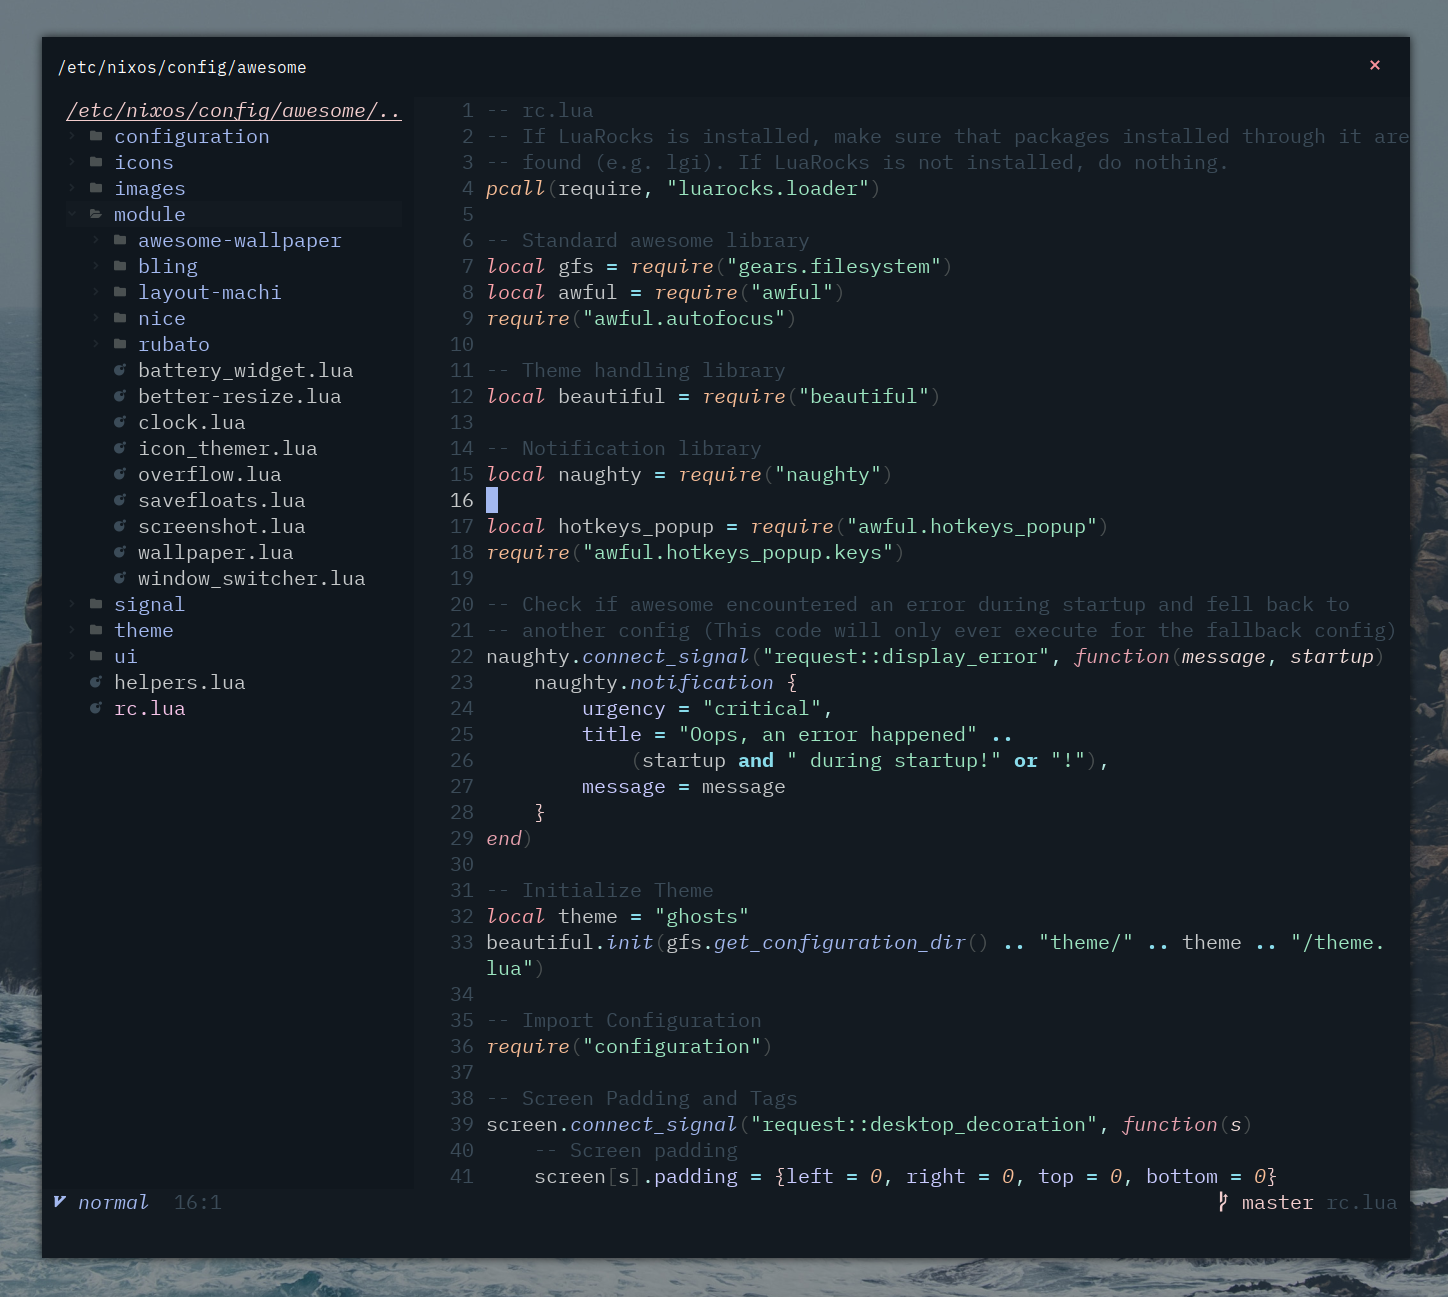 /etc/nixos/config/awesome
×
/etc/nixos/config/awesome/..
configuration
icons
images
module
awesome-wallpaper
bling
layout-machi
nice
rubato
battery_widget.lua
better-resize.lua
clock.lua
icon_themer.lua
overflow.lua
savefloats.lua
screenshot.lua
wallpaper.lua
window_switcher.lua
signal
theme
ui
helpers.lua
rc.lua
1 -- rc.lua
2 -- If LuaRocks is installed, make sure that packages installed through it are
3 -- found (e.g. lgi). If LuaRocks is not installed, do nothing.
4 pcall(require, "luarocks.loader")
5
6 -- Standard awesome library
7 local gfs = require("gears.filesystem")
8 local awful = require("awful")
9 require("awful.autofocus")
10
11 -- Theme handling library
12 local beautiful = require("beautiful")
13
14 -- Notification library
15 local naughty = require("naughty")
16
17 local hotkeys_popup = require("awful.hotkeys_popup")
18 require("awful.hotkeys_popup.keys")
19
20 -- Check if awesome encountered an error during startup and fell back to
21 -- another config (This code will only ever execute for the fallback config)
22 naughty.connect_signal("request::display_error", function(message, startup)
23     naughty.notification {
24         urgency = "critical",
25         title = "Oops, an error happened" ..
26             (startup and " during startup!" or "!"),
27         message = message
28     }
29 end)
30
31 -- Initialize Theme
32 local theme = "ghosts"
33 beautiful.init(gfs.get_configuration_dir() .. "theme/" .. theme .. "/theme.
lua")
34
35 -- Import Configuration
36 require("configuration")
37
38 -- Screen Padding and Tags
39 screen.connect_signal("request::desktop_decoration", function(s)
40     -- Screen padding
41     screen[s].padding = {left = 0, right = 0, top = 0, bottom = 0}
normal 16:1
master rc.lua